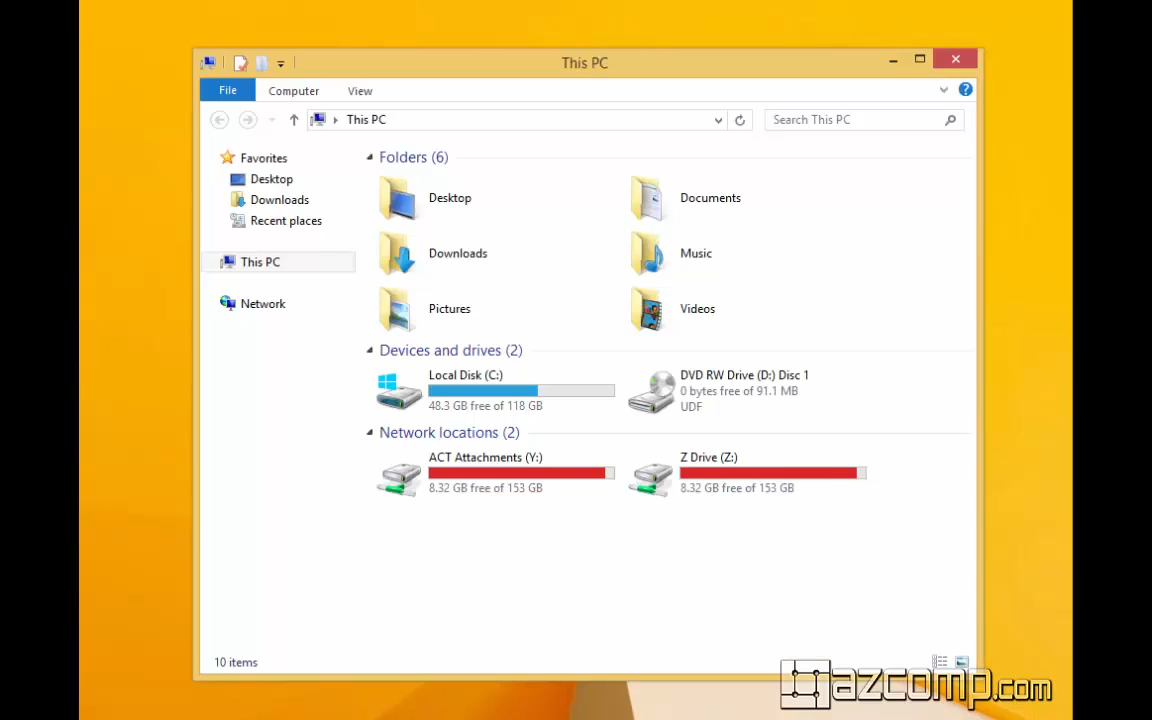 This PC
File
Computer
View
This PC
Search This PC
Favorites
Desktop
Downloads
Recent places
This PC
Network
Folders (6)
Desktop
Documents
Downloads
Music
Pictures
Videos
Devices and drives (2)
Local Disk (C:)
48.3 GB free of 118 GB
DVD RW Drive (D:) Disc 1
0 bytes free of 91.1 MB
UDF
Network locations (2)
ACT Attachments (Y:)
8.32 GB free of 153 GB
Z Drive (Z:)
8.32 GB free of 153 GB
10 items
azcomp.com